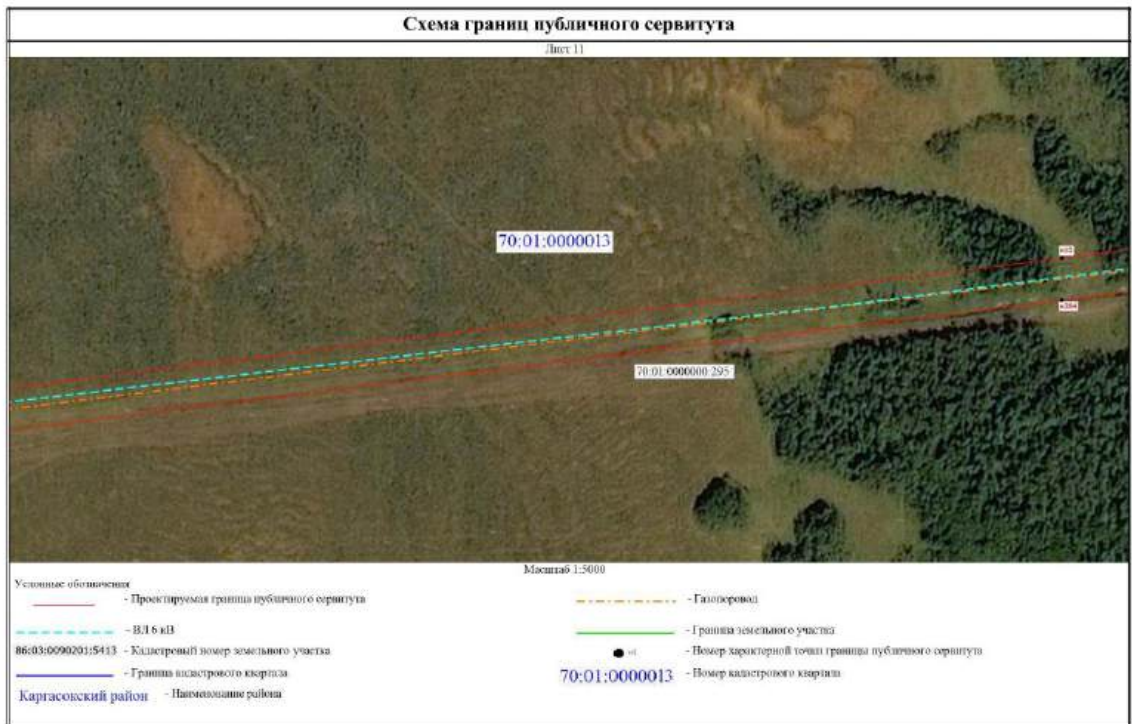 Схема границ публичного сервитута
Лист 11
70:01:0000013
70:01:0000000:295
Масштаб 1:5000
Условные обозначения
- Проектируемая граница публичного сервитута
- Газопровод
- ВЛ 6 кВ
- Граница земельного участка
86:03:0090201:5413 - Кадастровый номер земельного участка
- Номер характерной точки границы публичного сервитута
- Граница кадастрового квартала
70:01:0000013 - Номер кадастрового квартала
Каргасокский район - Наименование района